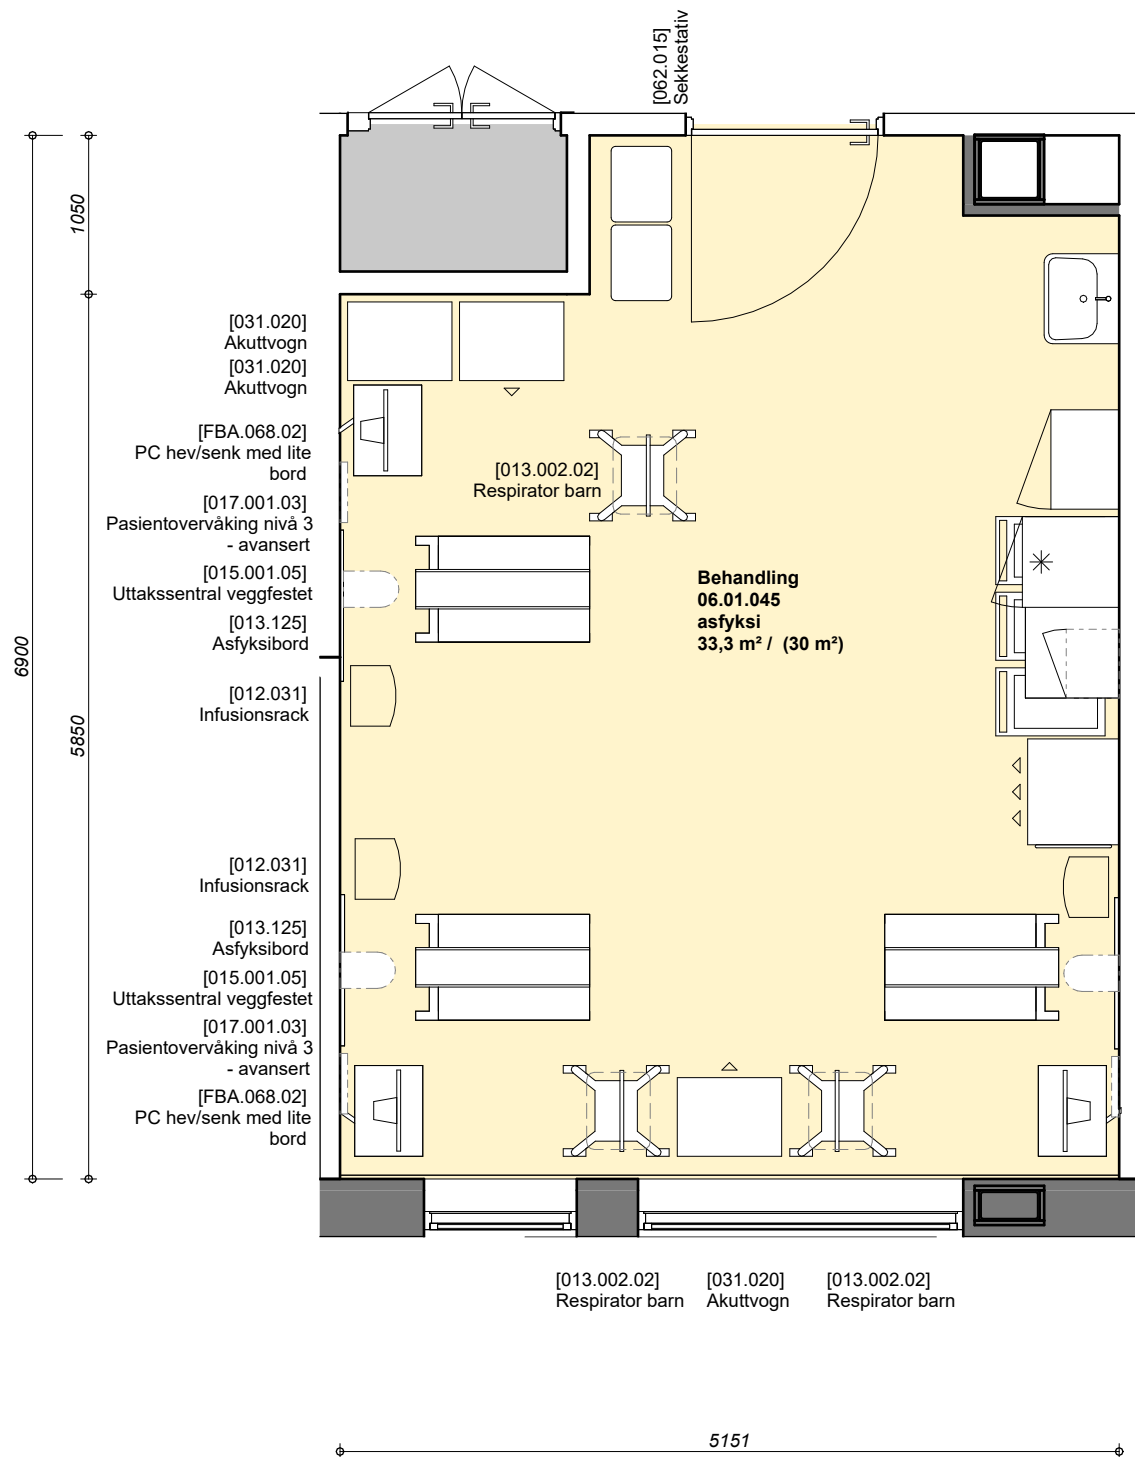 [062.015]
Sekkestativ
1050
[031.020]
Akuttvogn
[031.020]
Akuttvogn
[FBA.068.02]
PC hev/senk med lite
bord
[013.002.02]
Respirator barn
[017.001.03]
Pasientovervåking nivå 3
- avansert
[015.001.05]
Uttakssentral veggfestet
[013.125]
Asfyksibord
Behandling
06.01.045
asfyksi
33,3 m² / (30 m²)
6900
5850
[012.031]
Infusionsrack
[012.031]
Infusionsrack
[013.125]
Asfyksibord
[015.001.05]
Uttakssentral veggfestet
[017.001.03]
Pasientovervåking nivå 3
- avansert
[FBA.068.02]
PC hev/senk med lite
bord
[013.002.02]
Respirator barn
[031.020]
Akuttvogn
[013.002.02]
Respirator barn
5151